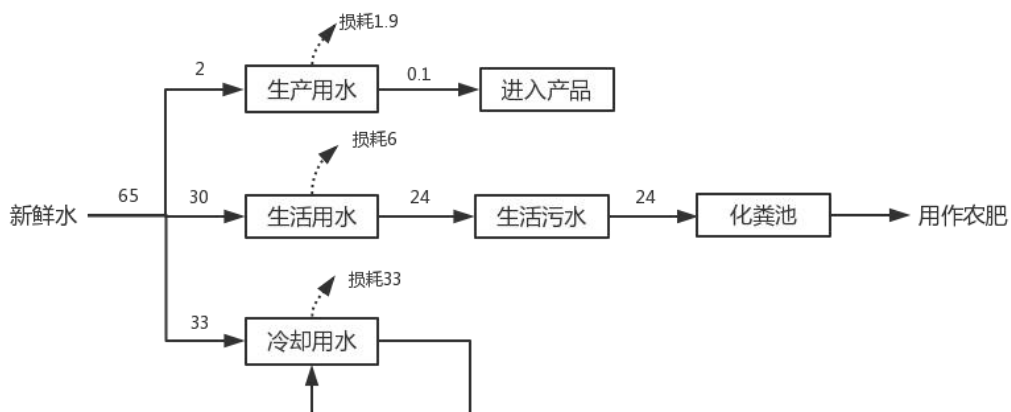 损耗1.9
2
生产用水
0.1
进入产品
损耗6
新鲜水
65
30
生活用水
24
生活污水
24
化粪池
用作农肥
损耗33
33
冷却用水